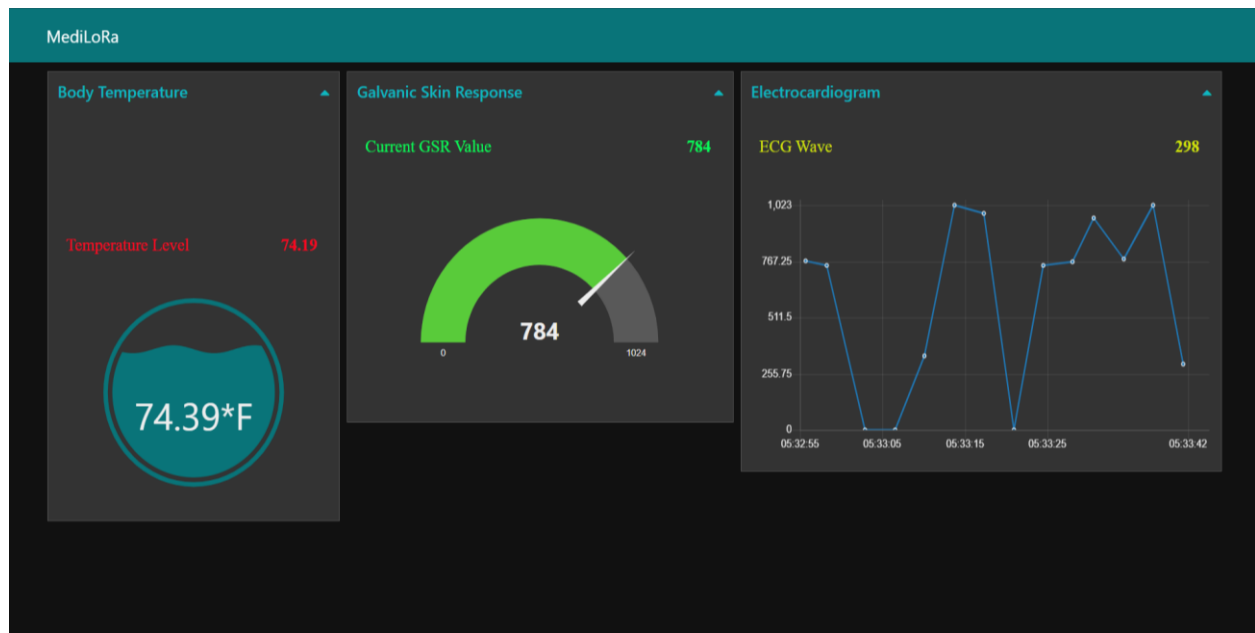 MediLoRa
Body Temperature
Temperature Level 74.19
74.39*F
Galvanic Skin Response
Current GSR Value 784
784
0 1024
Electrocardiogram
ECG Wave 298
1,023
767.25
511.5
255.75
0
05:32:55 05:33:05 05:33:15 05:33:25 05:33:42